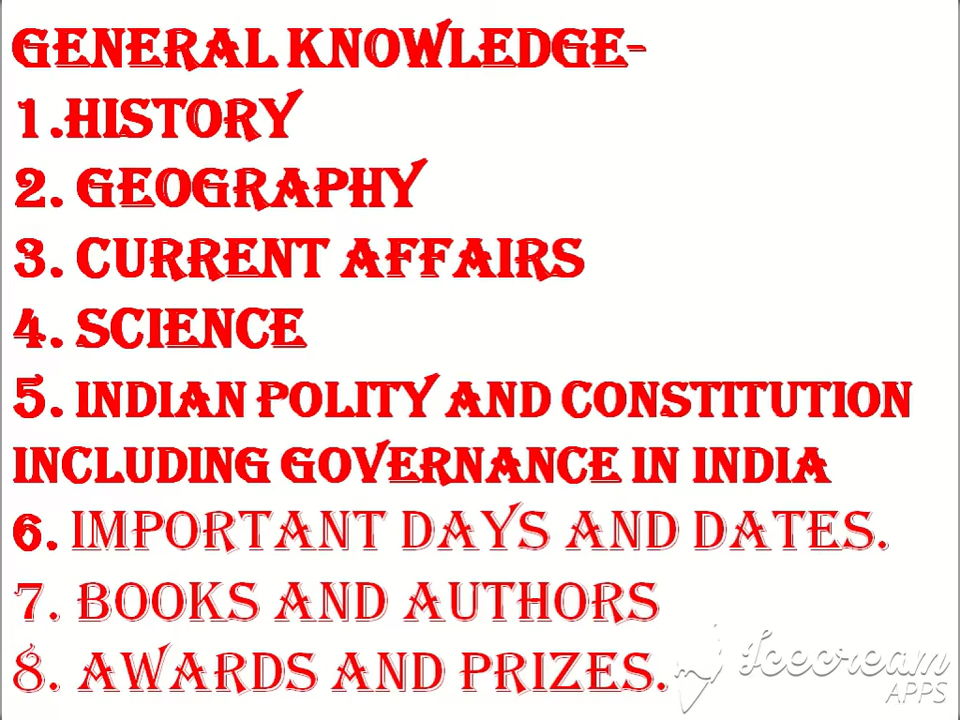 GENERAL KNOWLEDGE-
1.HISTORY
2. GEOGRAPHY
3. CURRENT AFFAIRS
4. SCIENCE
5. INDIAN POLITY AND CONSTITUTION
INCLUDING GOVERNANCE IN INDIA
6. IMPORTANT DAYS AND DATES.
7. BOOKS AND AUTHORS
8. AWARDS AND PRIZES.
Icecream
APPS